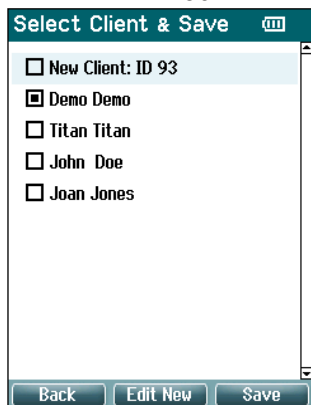 Select Client & Save
New Client: ID 93
Demo Demo
Titan Titan
John Doe
Joan Jones
Back Edit New Save